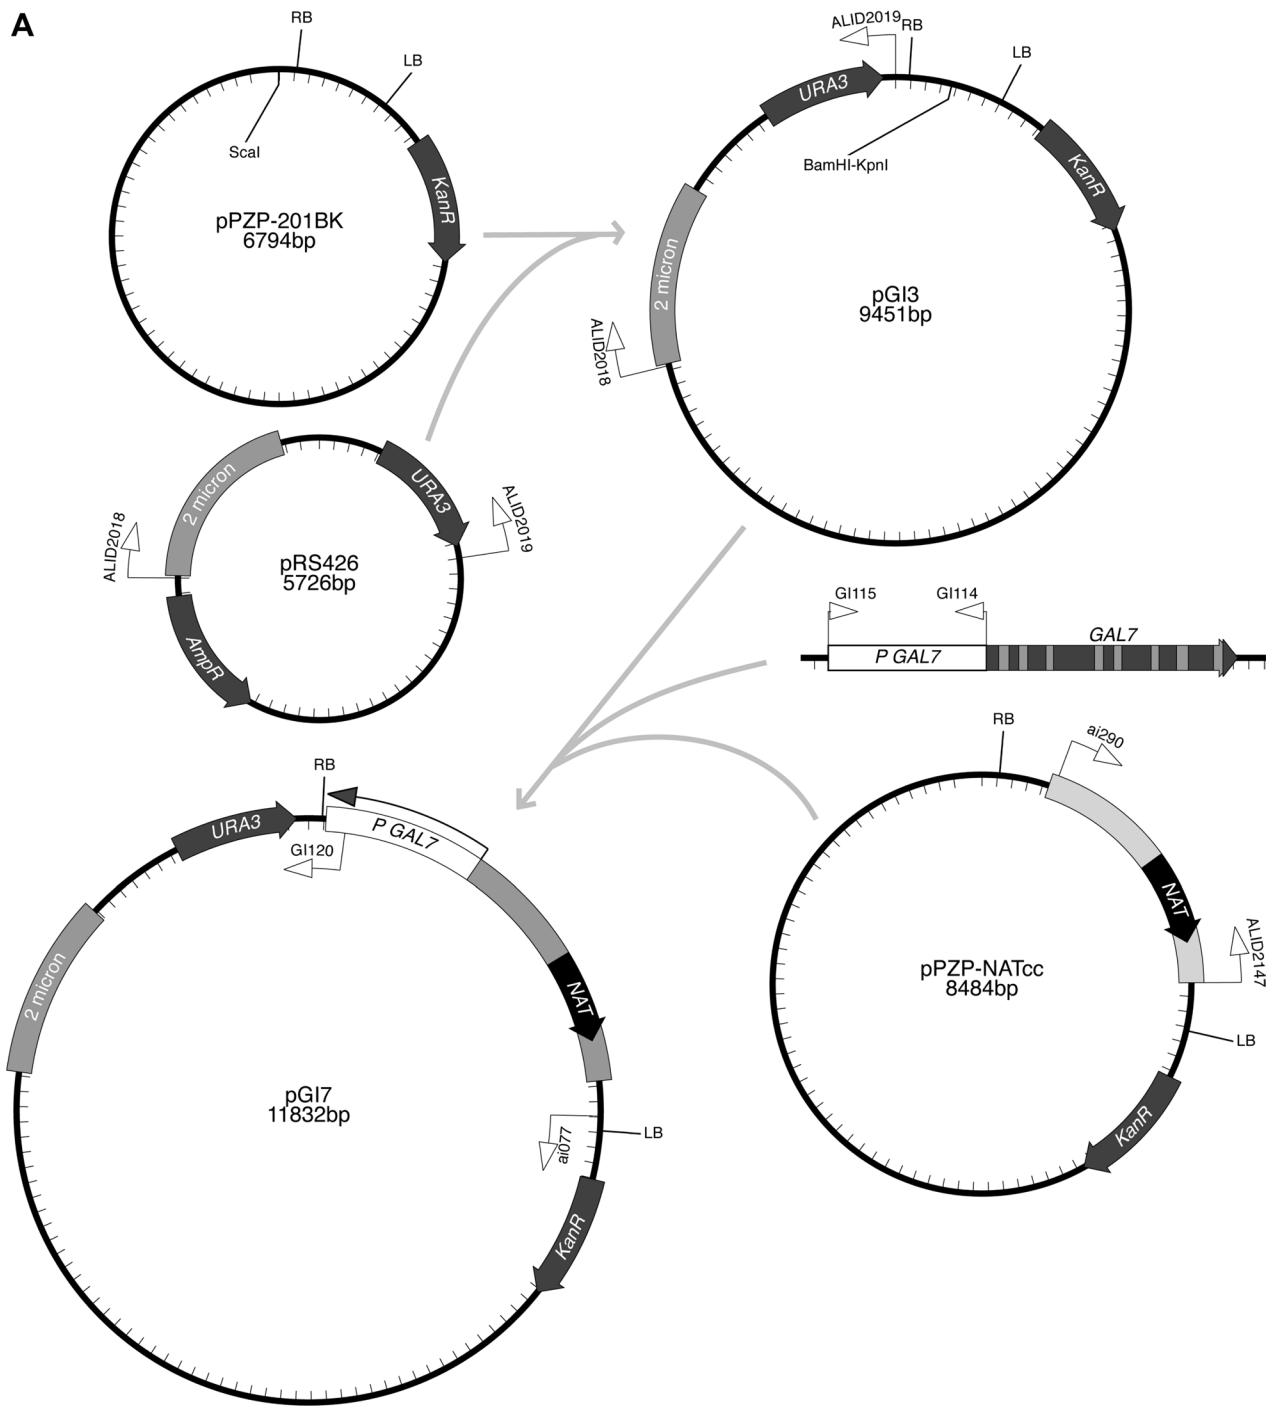 A
RB
LB
ScaI
KanR
pPZP-201BK
6794bp
ALID2019
RB
LB
URA3
BamHI-KpnI
KanR
2 micron
pGI3
9451bp
ALID2018
2 micron
URA3
ALID2018
ALID2019
pRS426
5726bp
AmpR
GI115
GI114
P GAL7
GAL7
RB
URA3
P GAL7
GI120
2 micron
NAT
pGI7
11832bp
LB
ai077
KanR
RB
ai290
NAT
ALID2147
pPZP-NATcc
8484bp
LB
KanR